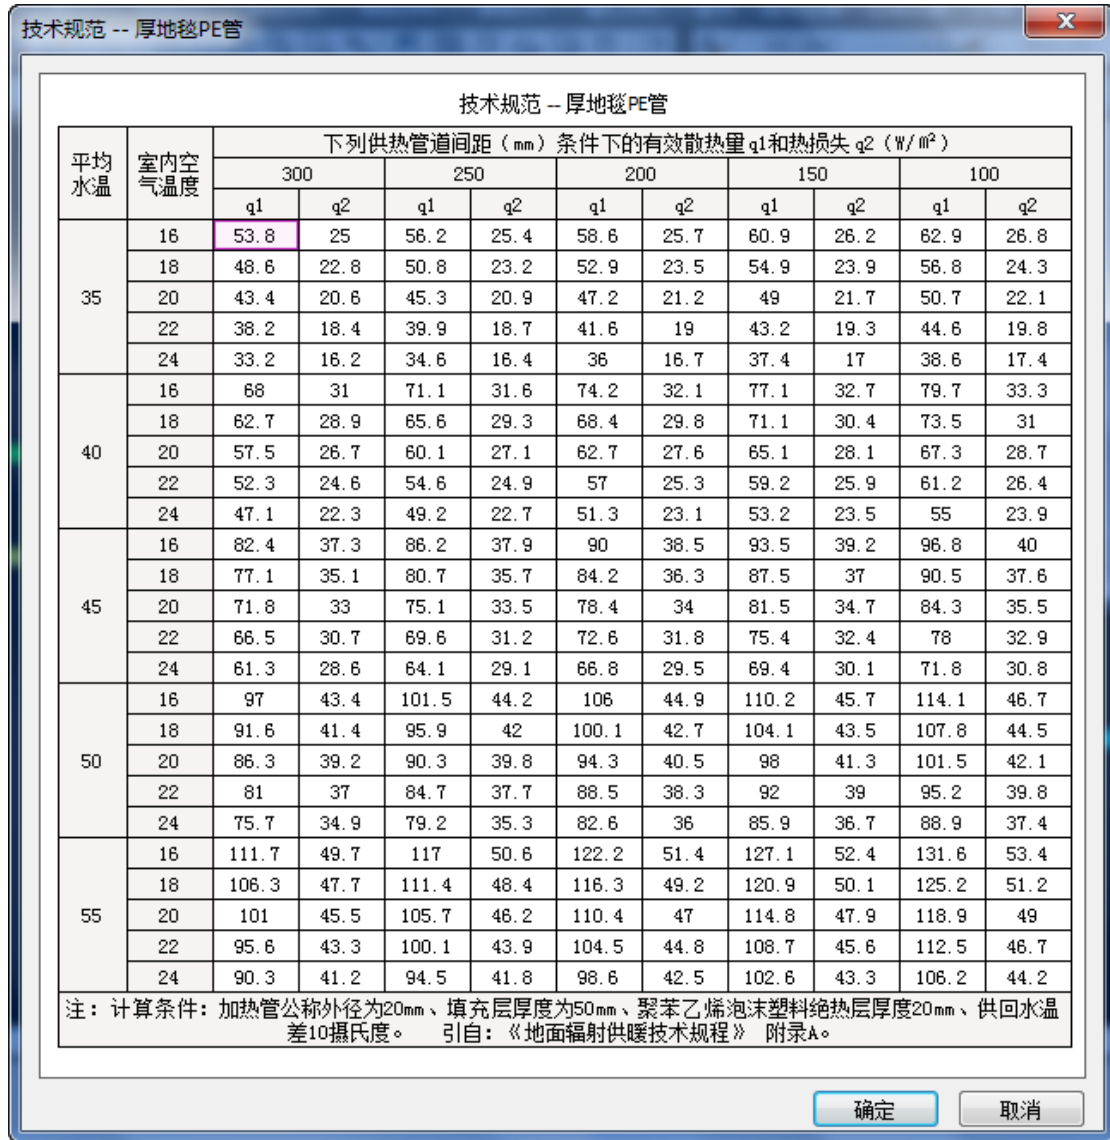 技术规范 -- 厚地毯PE管
技术规范 -- 厚地毯PE管
平均水温 室内空气温度 下列供热管道间距（mm）条件下的有效散热量q1和热损失 q2（W/㎡）
300 250 200 150 100
q1 q2 q1 q2 q1 q2 q1 q2 q1 q2
35
16 53.8 25 56.2 25.4 58.6 25.7 60.9 26.2 62.9 26.8
18 48.6 22.8 50.8 23.2 52.9 23.5 54.9 23.9 56.8 24.3
20 43.4 20.6 45.3 20.9 47.2 21.2 49 21.7 50.7 22.1
22 38.2 18.4 39.9 18.7 41.6 19 43.2 19.3 44.6 19.8
24 33.2 16.2 34.6 16.4 36 16.7 37.4 17 38.6 17.4
40
16 68 31 71.1 31.6 74.2 32.1 77.1 32.7 79.7 33.3
18 62.7 28.9 65.6 29.3 68.4 29.8 71.1 30.4 73.5 31
20 57.5 26.7 60.1 27.1 62.7 27.6 65.1 28.1 67.3 28.7
22 52.3 24.6 54.6 24.9 57 25.3 59.2 25.9 61.2 26.4
24 47.1 22.3 49.2 22.7 51.3 23.1 53.2 23.5 55 23.9
45
16 82.4 37.3 86.2 37.9 90 38.5 93.5 39.2 96.8 40
18 77.1 35.1 80.7 35.7 84.2 36.3 87.5 37 90.5 37.6
20 71.8 33 75.1 33.5 78.4 34 81.5 34.7 84.3 35.5
22 66.5 30.7 69.6 31.2 72.6 31.8 75.4 32.4 78 32.9
24 61.3 28.6 64.1 29.1 66.8 29.5 69.4 30.1 71.8 30.8
50
16 97 43.4 101.5 44.2 106 44.9 110.2 45.7 114.1 46.7
18 91.6 41.4 95.9 42 100.1 42.7 104.1 43.5 107.8 44.5
20 86.3 39.2 90.3 39.8 94.3 40.5 98 41.3 101.5 42.1
22 81 37 84.7 37.7 88.5 38.3 92 39 95.2 39.8
24 75.7 34.9 79.2 35.3 82.6 36 85.9 36.7 88.9 37.4
55
16 111.7 49.7 117 50.6 122.2 51.4 127.1 52.4 131.6 53.4
18 106.3 47.7 111.4 48.4 116.3 49.2 120.9 50.1 125.2 51.2
20 101 45.5 105.7 46.2 110.4 47 114.8 47.9 118.9 49
22 95.6 43.3 100.1 43.9 104.5 44.8 108.7 45.6 112.5 46.7
24 90.3 41.2 94.5 41.8 98.6 42.5 102.6 43.3 106.2 44.2
注：计算条件：加热管公称外径为20mm、填充层厚度为50mm、聚苯乙烯泡沫塑料绝热层厚度20mm、供回水温
差10摄氏度。 引自：《地面辐射供暖技术规程》 附录A。
确定 取消